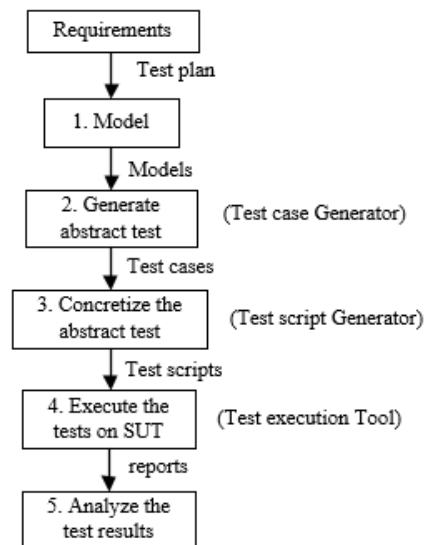 Requirements
Test plan
1. Model
Models
2. Generate
abstract test
(Test case Generator)
Test cases
3. Concretize the
abstract test
(Test script Generator)
Test scripts
4. Execute the
tests on SUT
(Test execution Tool)
reports
5. Analyze the
test results